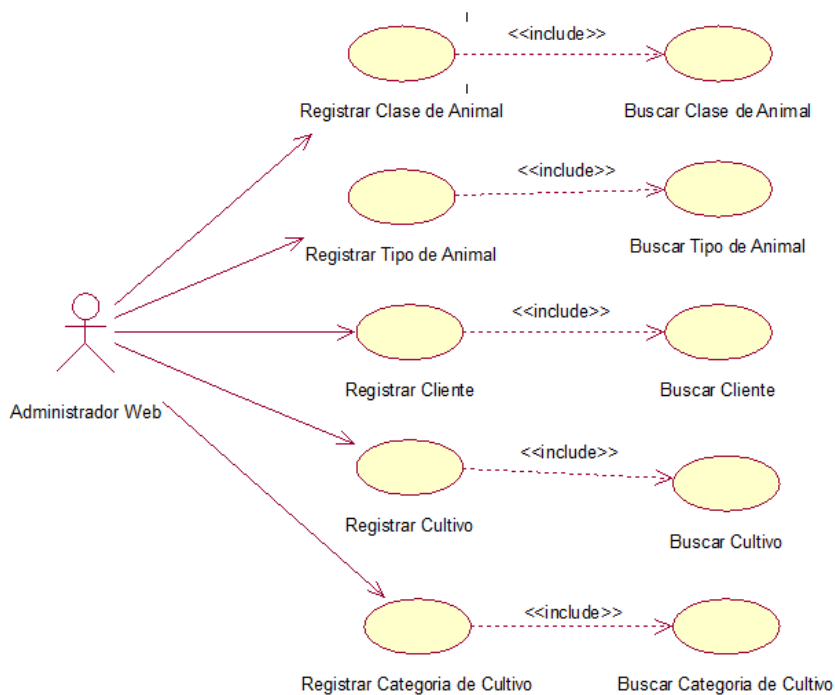 <<include>>
Registrar Clase de Animal
Buscar Clase de Animal
<<include>>
Registrar Tipo de Animal
Buscar Tipo de Animal
<<include>>
Registrar Cliente
Buscar Cliente
Administrador Web
<<include>>
Registrar Cultivo
Buscar Cultivo
<<include>>
Registrar Categoria de Cultivo
Buscar Categoria de Cultivo